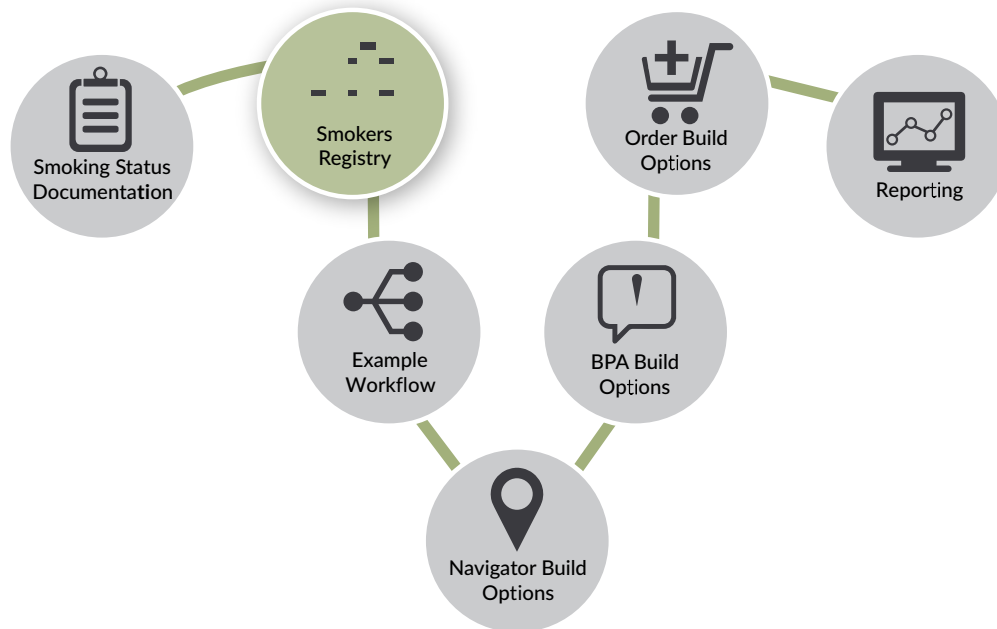 Smoking Status
Documentation
Smokers
Registry
Example
Workflow
Navigator Build
Options
BPA Build
Options
Order Build
Options
Reporting